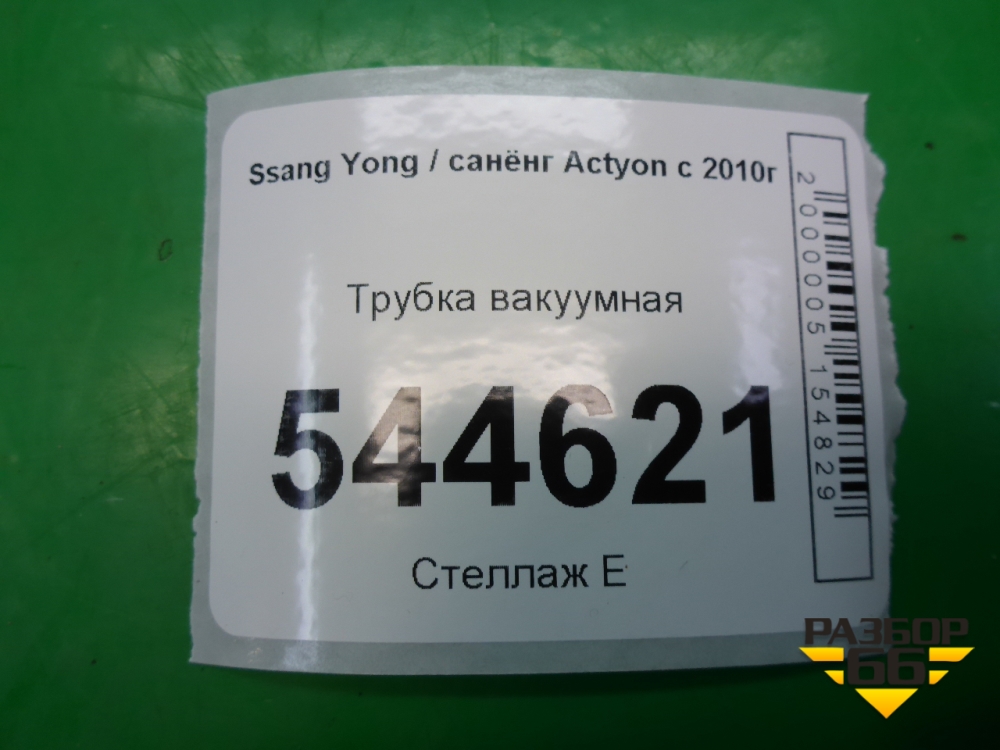 Ssang Yong / санёнг Actyon с 2010г
Трубка вакуумная
544621
Стеллаж Е
2000005154829
РАЗБОР
66